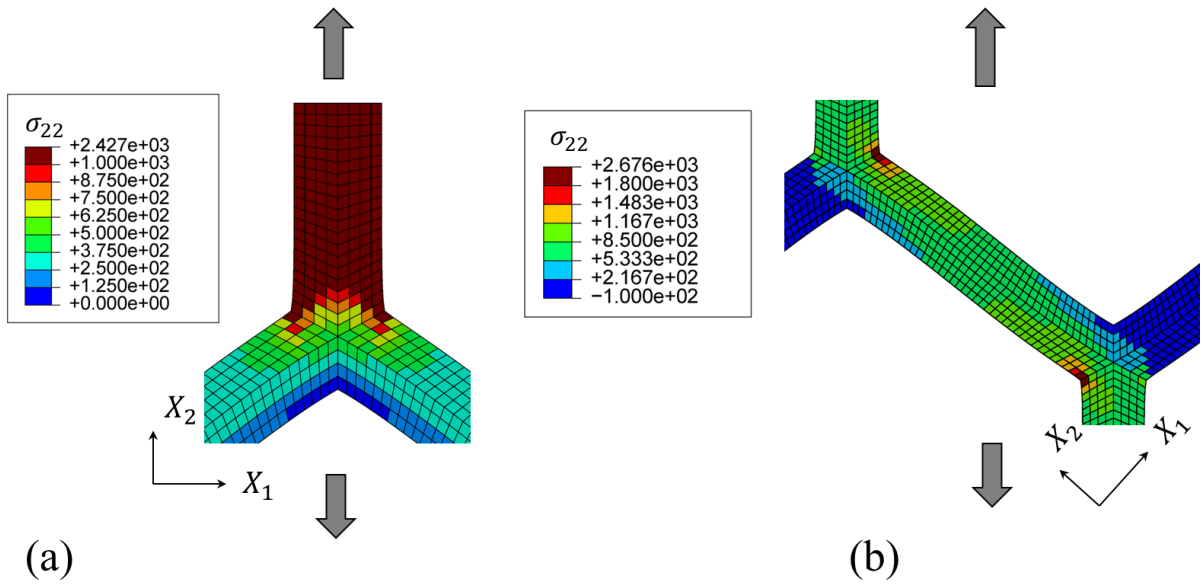 σ22
+2.427e+03
+1.000e+03
+8.750e+02
+7.500e+02
+6.250e+02
+5.000e+02
+3.750e+02
+2.500e+02
+1.250e+02
+0.000e+00
X2
X1
(a)
σ22
+2.676e+03
+1.800e+03
+1.483e+03
+1.167e+03
+8.500e+02
+5.333e+02
+2.167e+02
−1.000e+02
X2
X1
(b)